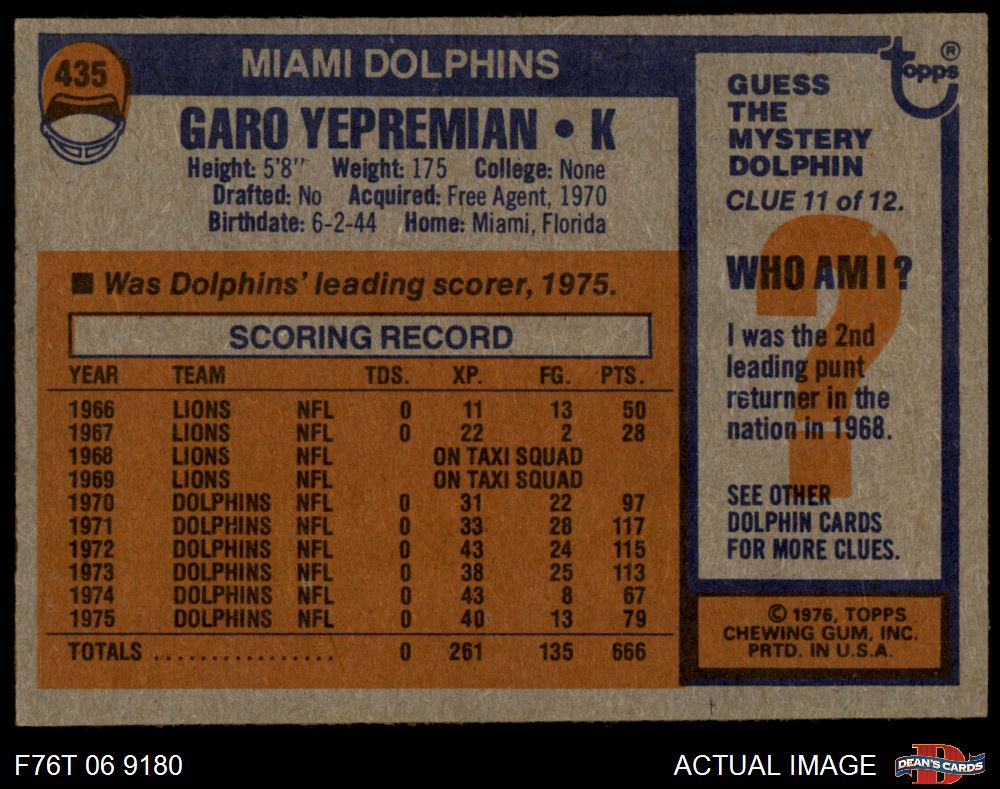 435
MIAMI DOLPHINS
GARO YEPREMIAN • K
Height: 5'8" Weight: 175 College: None
Drafted: No Acquired: Free Agent, 1970
Birthdate: 6-2-44 Home: Miami, Florida
■ Was Dolphins' leading scorer, 1975.
SCORING RECORD
YEAR TEAM TDS. XP. FG. PTS.
1966 LIONS NFL 0 11 13 50
1967 LIONS NFL 0 22 2 28
1968 LIONS NFL ON TAXI SQUAD
1969 LIONS NFL ON TAXI SQUAD
1970 DOLPHINS NFL 0 31 22 97
1971 DOLPHINS NFL 0 33 28 117
1972 DOLPHINS NFL 0 43 24 115
1973 DOLPHINS NFL 0 38 25 113
1974 DOLPHINS NFL 0 43 8 67
1975 DOLPHINS NFL 0 40 13 79
TOTALS ................ 0 261 135 666
topps ®
GUESS
THE
MYSTERY
DOLPHIN
CLUE 11 of 12.
?
WHO AM I?
I was the 2nd
leading punt
returner in the
nation in 1968.
SEE OTHER
DOLPHIN CARDS
FOR MORE CLUES.
© 1976, TOPPS
CHEWING GUM, INC.
PRTD. IN U.S.A.
F76T 06 9180
ACTUAL IMAGE
D
DEAN'S CARDS